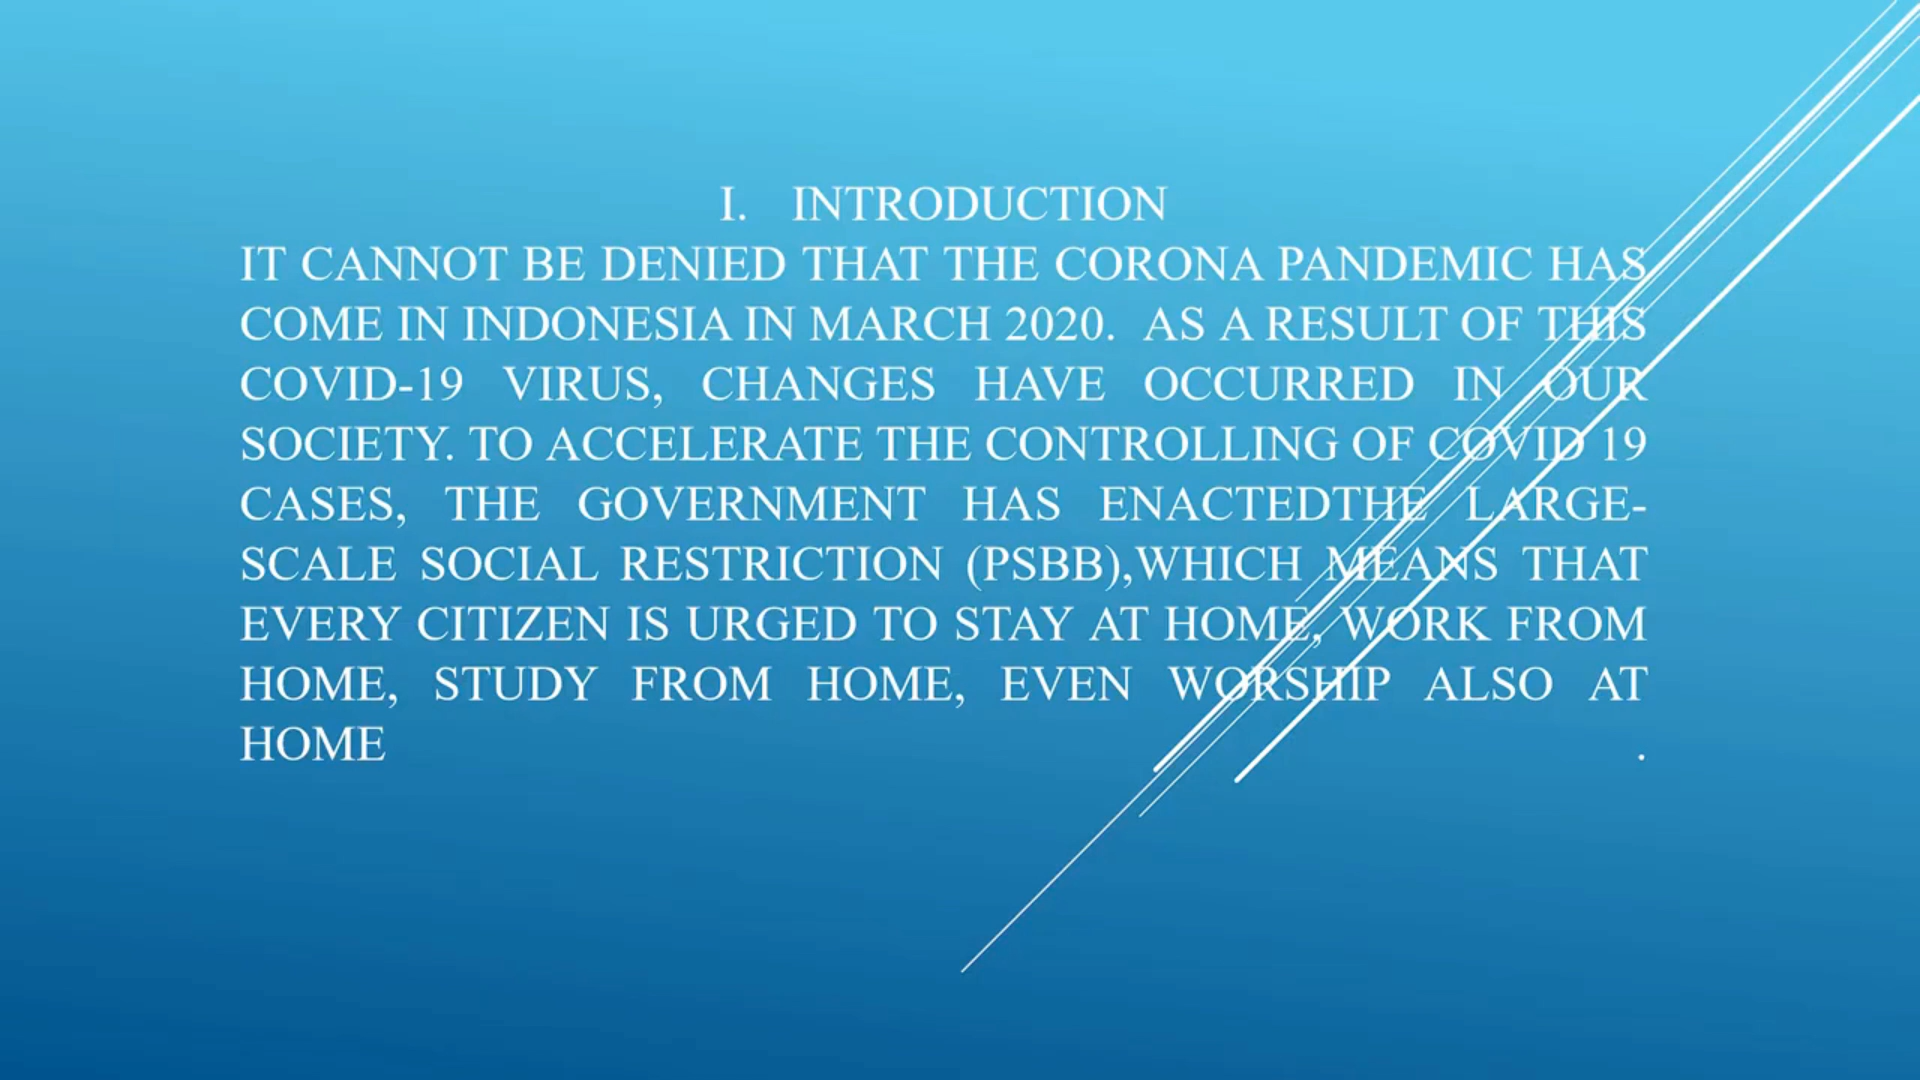 I. INTRODUCTION
IT CANNOT BE DENIED THAT THE CORONA PANDEMIC HAS
COME IN INDONESIA IN MARCH 2020. AS A RESULT OF THIS
COVID-19 VIRUS, CHANGES HAVE OCCURRED IN OUR
SOCIETY. TO ACCELERATE THE CONTROLLING OF COVID 19
CASES, THE GOVERNMENT HAS ENACTEDTHE LARGE-
SCALE SOCIAL RESTRICTION (PSBB),WHICH MEANS THAT
EVERY CITIZEN IS URGED TO STAY AT HOME, WORK FROM
HOME, STUDY FROM HOME, EVEN WORSHIP ALSO AT
HOME .